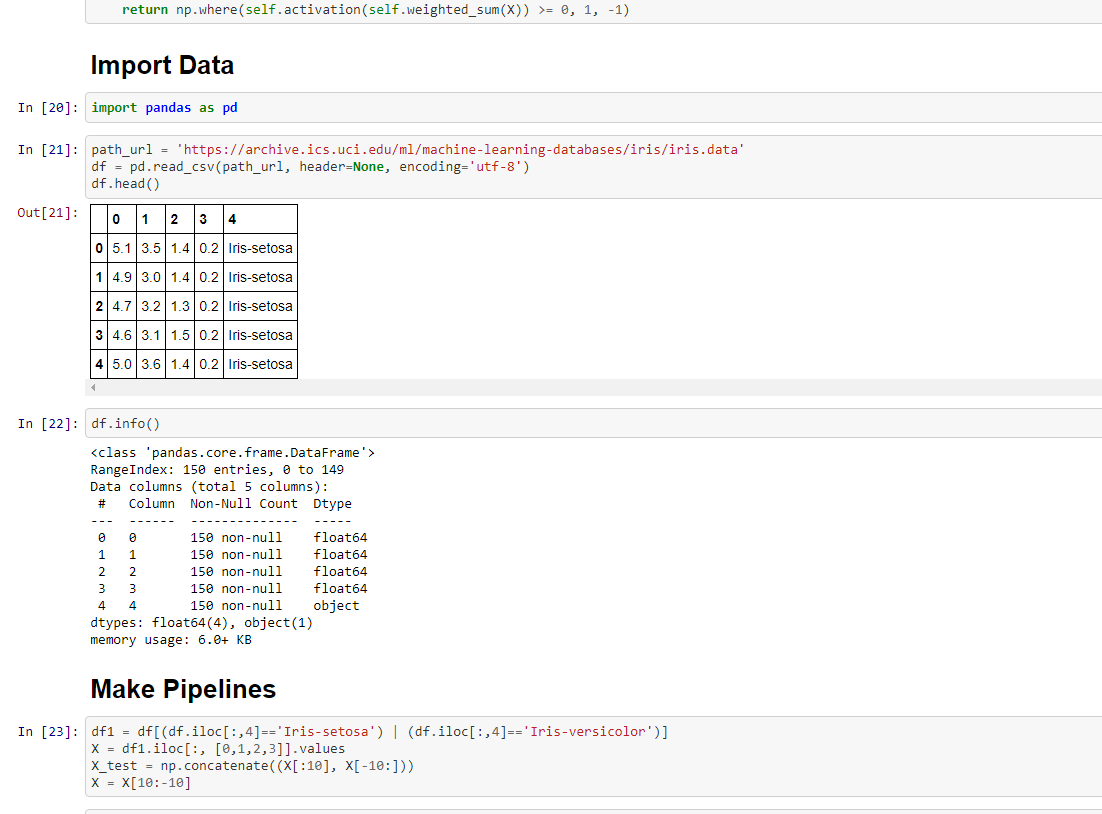 return np.where(self.activation(self.weighted_sum(X)) >= 0, 1, -1)
Import Data
In [20]: import pandas as pd
In [21]: path_url = 'https://archive.ics.uci.edu/ml/machine-learning-databases/iris/iris.data'
df = pd.read_csv(path_url, header=None, encoding='utf-8')
df.head()
Out[21]:
0 1 2 3 4
0 5.1 3.5 1.4 0.2 Iris-setosa
1 4.9 3.0 1.4 0.2 Iris-setosa
2 4.7 3.2 1.3 0.2 Iris-setosa
3 4.6 3.1 1.5 0.2 Iris-setosa
4 5.0 3.6 1.4 0.2 Iris-setosa
In [22]: df.info()
<class 'pandas.core.frame.DataFrame'>
RangeIndex: 150 entries, 0 to 149
Data columns (total 5 columns):
# Column Non-Null Count Dtype
--- ------ -------------- -----
0 0 150 non-null float64
1 1 150 non-null float64
2 2 150 non-null float64
3 3 150 non-null float64
4 4 150 non-null object
dtypes: float64(4), object(1)
memory usage: 6.0+ KB
Make Pipelines
In [23]: df1 = df[(df.iloc[:,4]=='Iris-setosa') | (df.iloc[:,4]=='Iris-versicolor')]
X = df1.iloc[:, [0,1,2,3]].values
X_test = np.concatenate((X[:10], X[-10:]))
X = X[10:-10]